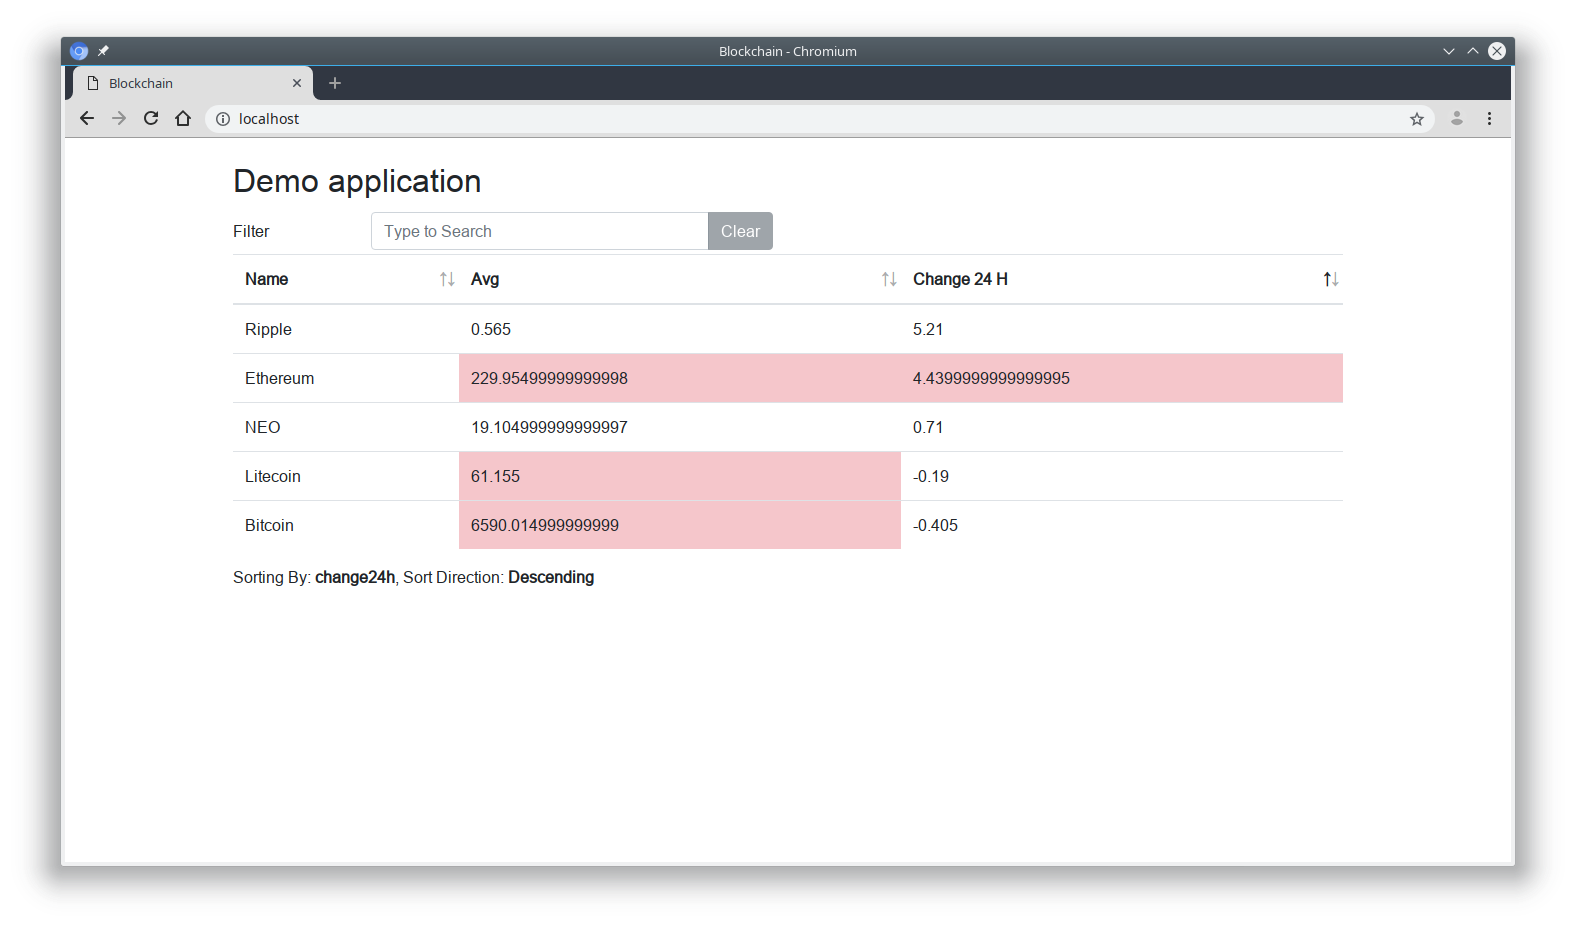 Blockchain - Chromium
Blockchain
localhost
Demo application
Filter Type to Search Clear
Name Avg Change 24 H
Ripple 0.565 5.21
Ethereum 229.95499999999998 4.4399999999999995
NEO 19.104999999999997 0.71
Litecoin 61.155 -0.19
Bitcoin 6590.014999999999 -0.405
Sorting By: change24h, Sort Direction: Descending